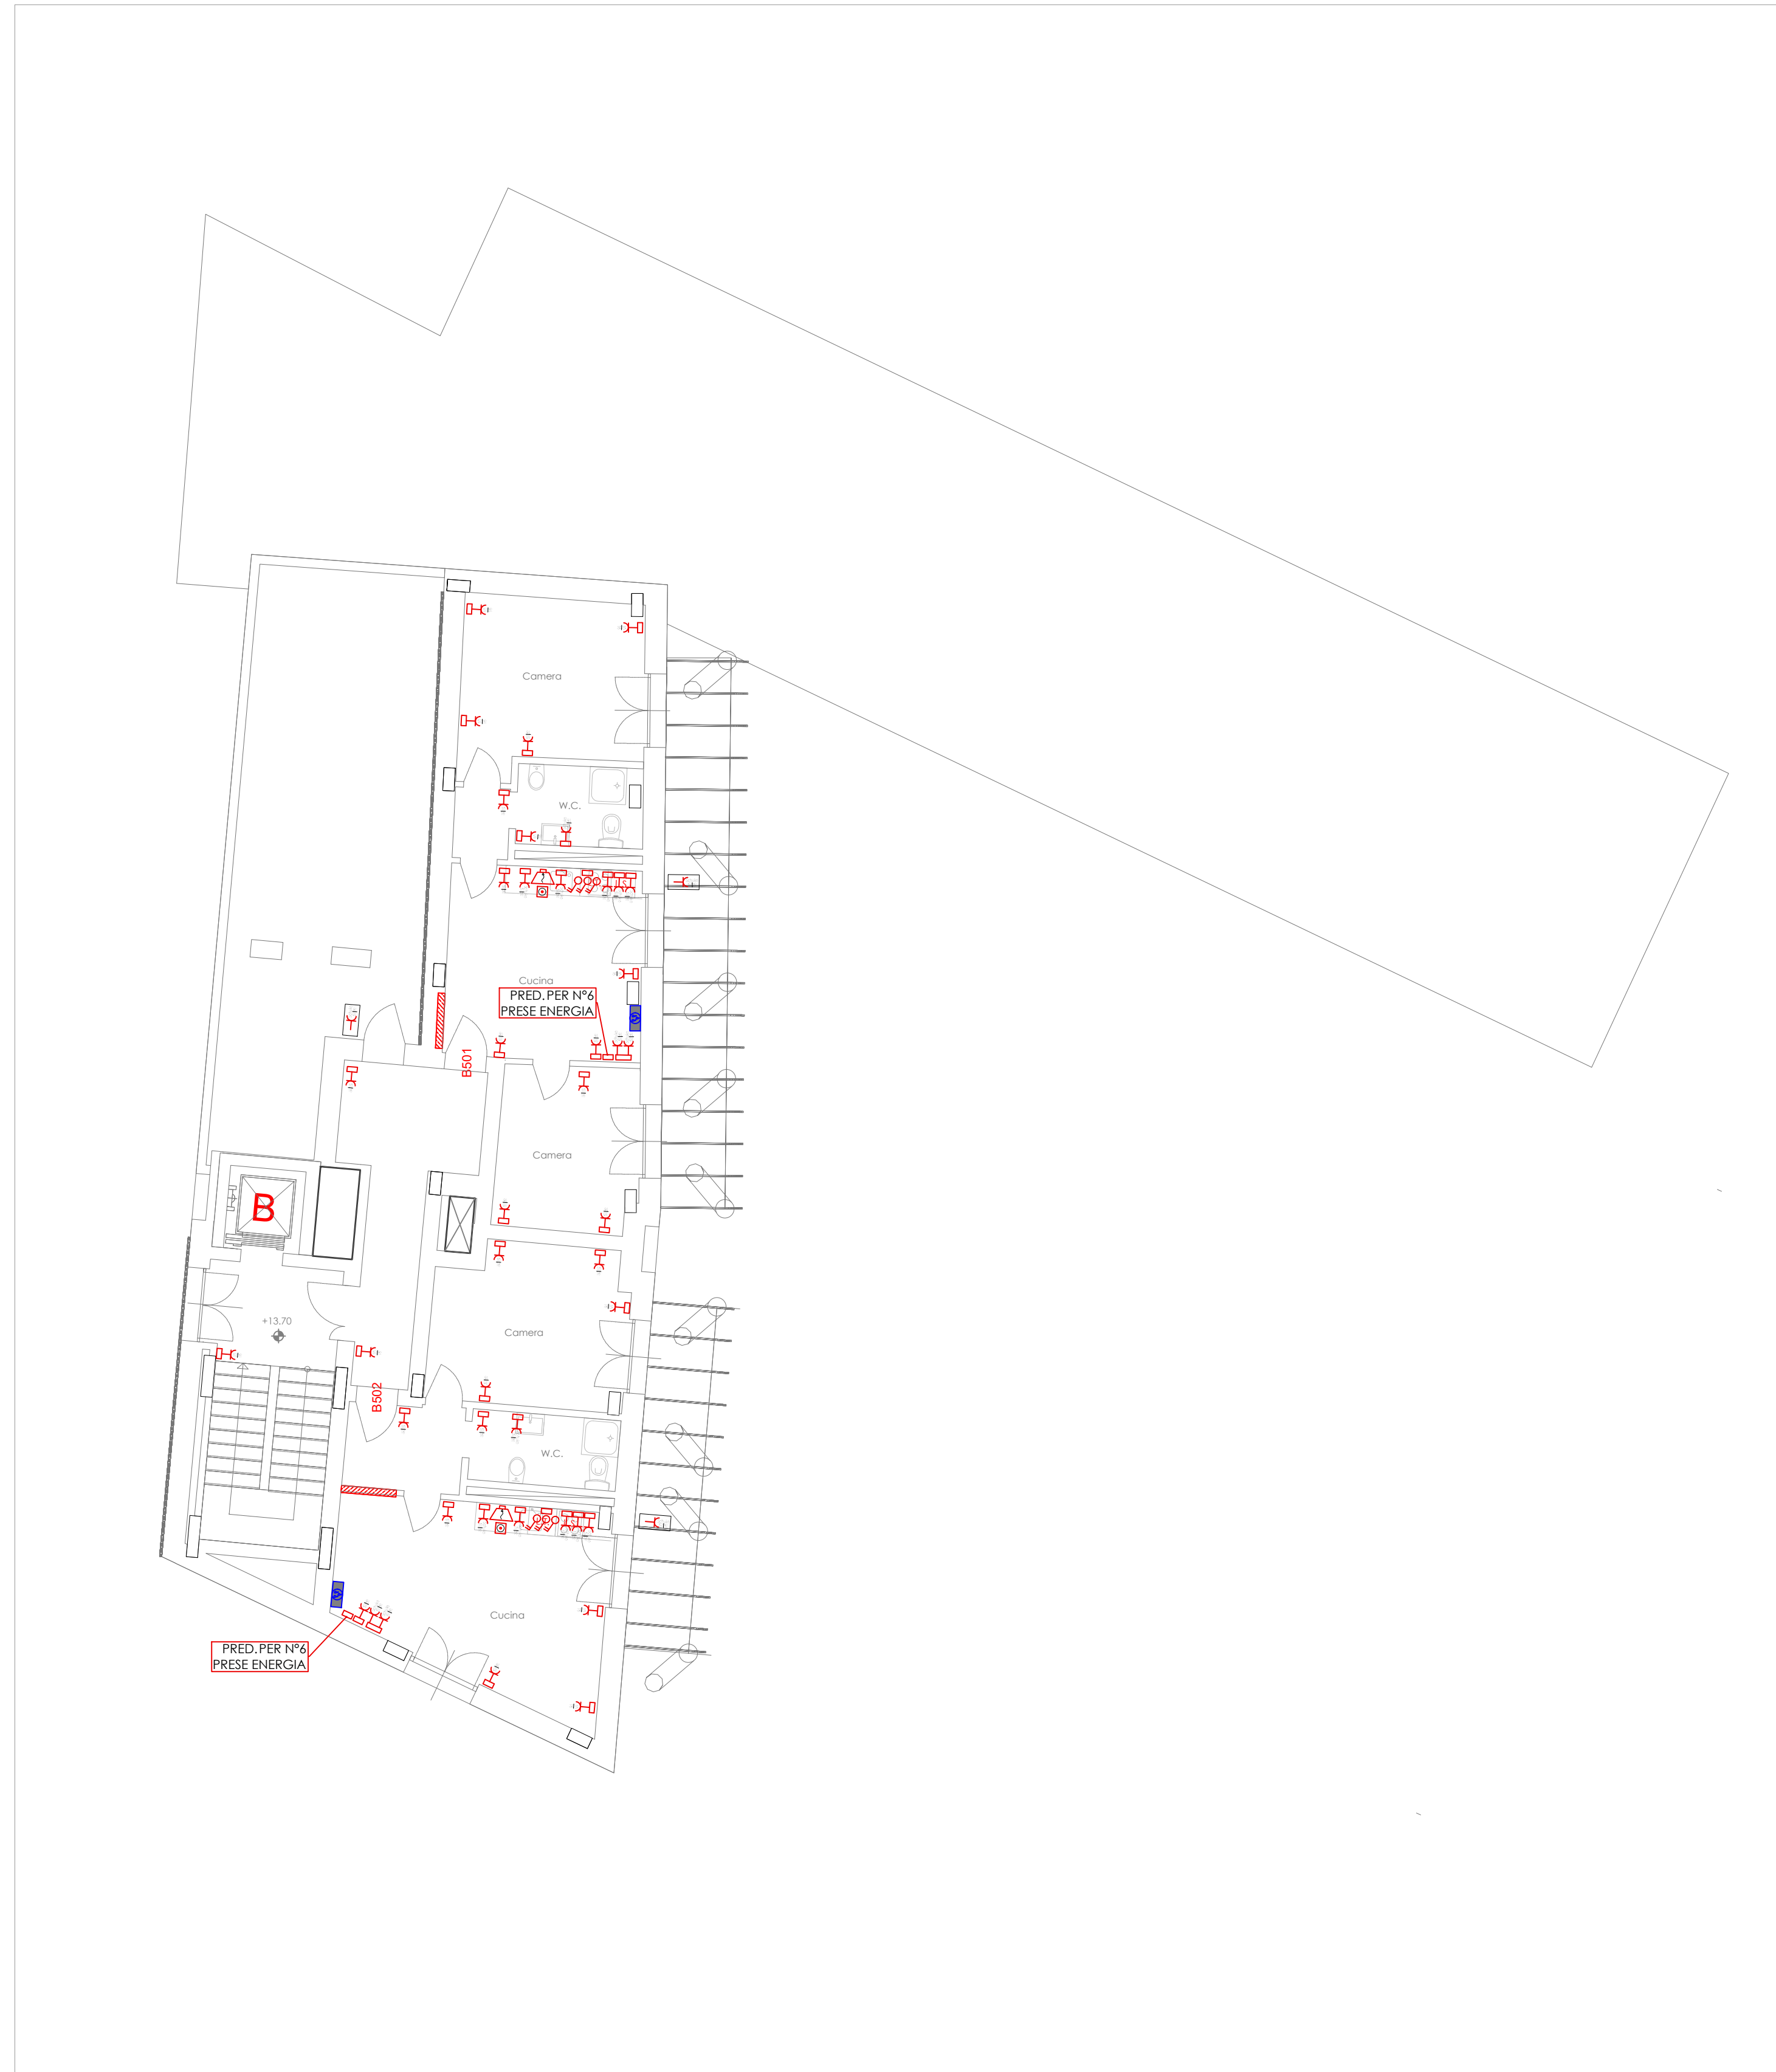 Camera
W.C.
Cucina
PRED. PER N°6
PRESE ENERGIA
B501
Camera
B
+13.70
Camera
B502
W.C.
Cucina
PRED. PER N°6
PRESE ENERGIA